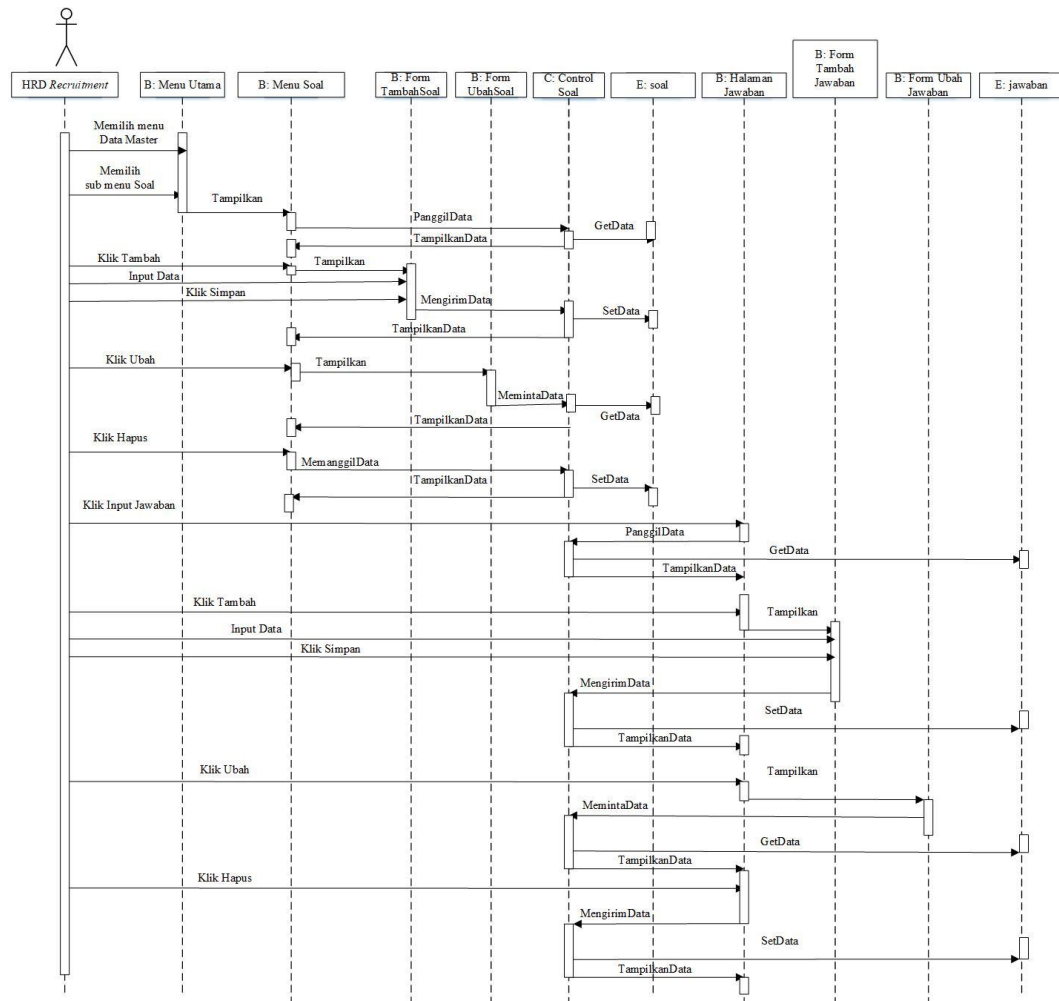 B: Form
Tambah
Jawaban
HRD Recruitment
B: Menu Utama
B: Menu Soal
B: Form
TambahSoal
B: Form
UbahSoal
C: Control
Soal
E: soal
B: Halaman
Jawaban
B: Form Ubah
Jawaban
E: jawaban
Memilih menu
Data Master
Memilih
sub menu Soal
Tampilkan
PanggilData
GetData
TampilkanData
Klik Tambah
Tampilkan
Input Data
Klik Simpan
MengirimData
SetData
TampilkanData
Klik Ubah
Tampilkan
MemintaData
GetData
TampilkanData
Klik Hapus
MemanggilData
TampilkanData
SetData
Klik Input Jawaban
PanggilData
GetData
TampilkanData
Klik Tambah
Tampilkan
Input Data
Klik Simpan
MengirimData
SetData
TampilkanData
Klik Ubah
Tampilkan
MemintaData
GetData
TampilkanData
Klik Hapus
MengirimData
SetData
TampilkanData